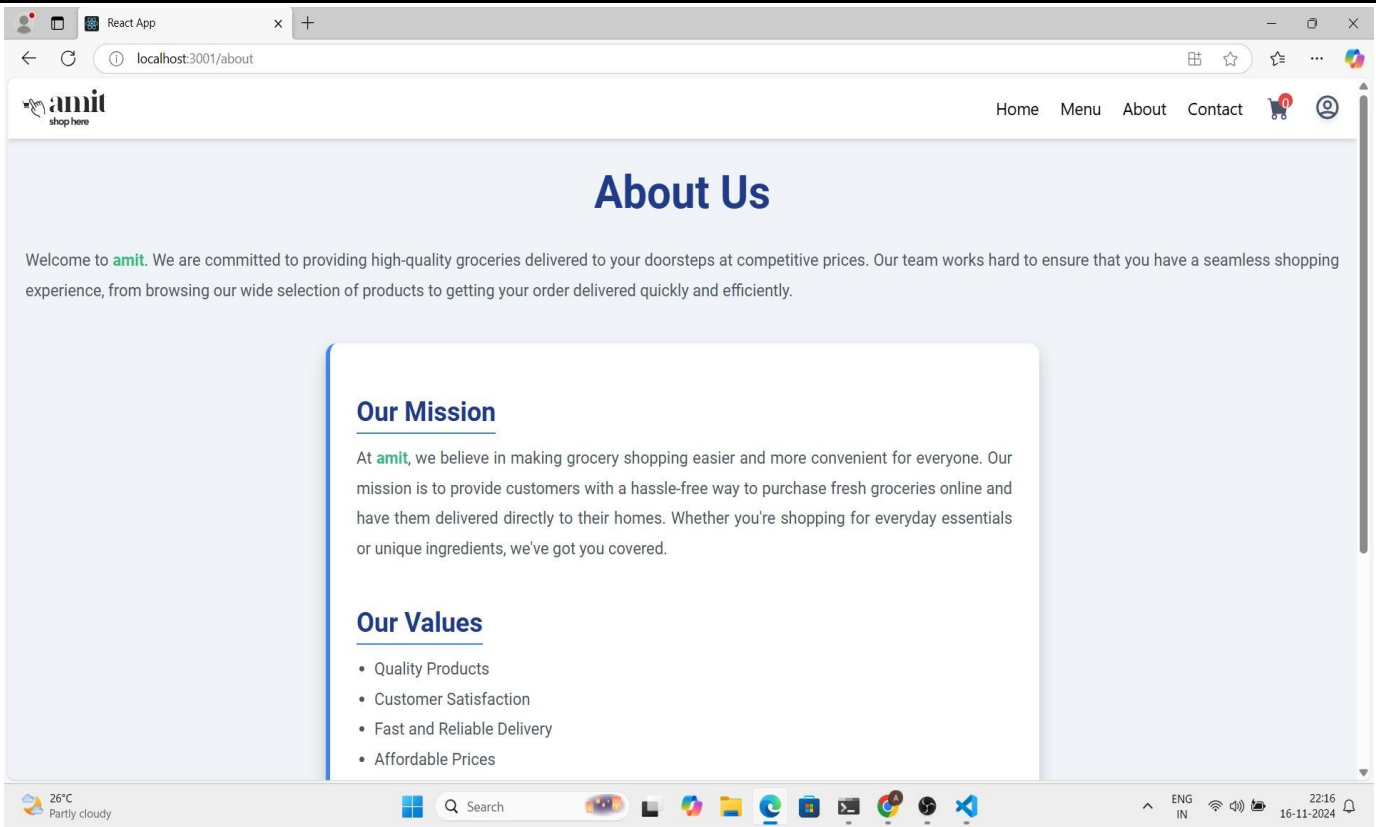 React App
localhost:3001/about
amit
shop here
Home Menu About Contact 0
About Us
Welcome to amit. We are committed to providing high-quality groceries delivered to your doorsteps at competitive prices. Our team works hard to ensure that you have a seamless shopping
experience, from browsing our wide selection of products to getting your order delivered quickly and efficiently.
Our Mission
At amit, we believe in making grocery shopping easier and more convenient for everyone. Our
mission is to provide customers with a hassle-free way to purchase fresh groceries online and
have them delivered directly to their homes. Whether you're shopping for everyday essentials
or unique ingredients, we've got you covered.
Our Values
• Quality Products
• Customer Satisfaction
• Fast and Reliable Delivery
• Affordable Prices
26°C
Partly cloudy
Search
A
ENG
IN
22:16
16-11-2024